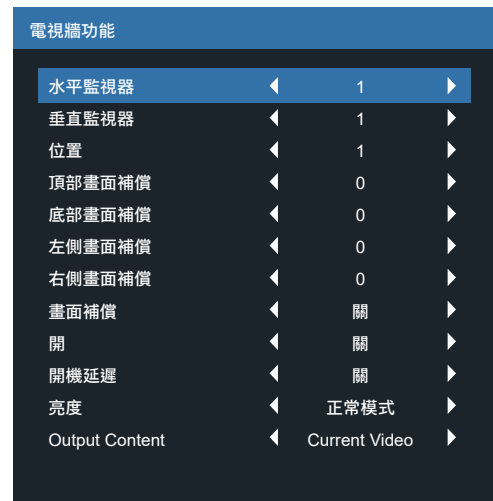 電視牆功能
水平監視器 1
垂直監視器 1
位置 1
頂部畫面補償 0
底部畫面補償 0
左側畫面補償 0
右側畫面補償 0
畫面補償 關
開 關
開機延遲 關
亮度 正常模式
Output Content Current Video